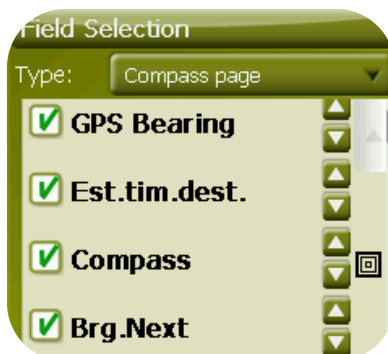 Field Selection
Type: Compass page
GPS Bearing
Est.tim.dest.
Compass
Brg.Next